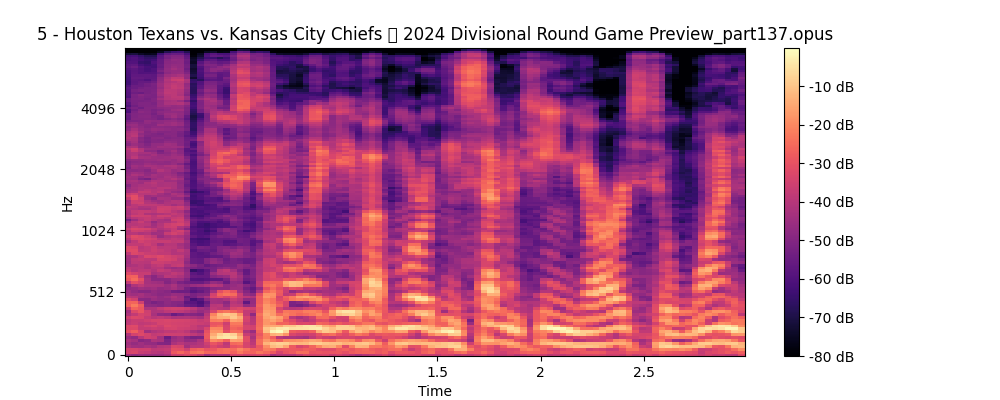 5 - Houston Texans vs. Kansas City Chiefs ▯ 2024 Divisional Round Game Preview_part137.opus
Hz
4096
2048
1024
512
0
0 0.5 1 1.5 2 2.5
Time
-10 dB
-20 dB
-30 dB
-40 dB
-50 dB
-60 dB
-70 dB
-80 dB